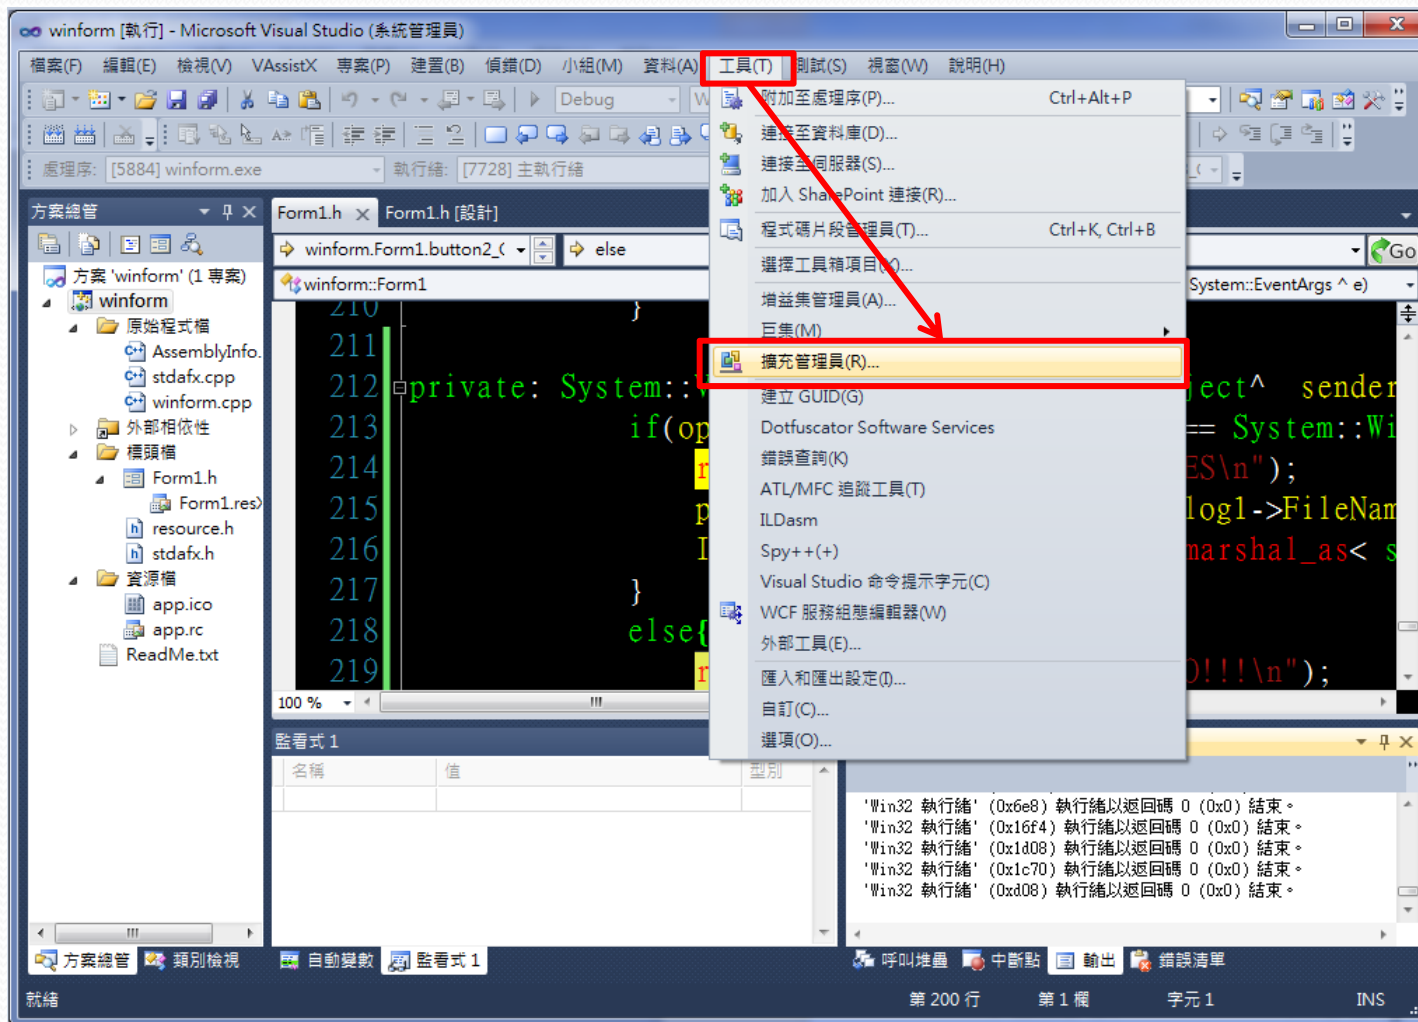 winform [執行] - Microsoft Visual Studio (系統管理員)
檔案(F) 編輯(E) 檢視(V) VAssistX 專案(P) 建置(B) 偵錯(D) 小組(M) 資料(A) 工具(T) 測試(S) 視窗(W) 說明(H)
Debug
處理序: [5884] winform.exe 執行緒: [7728] 主執行緒
附加至處理序(P)... Ctrl+Alt+P
連接至資料庫(D)...
連接至伺服器(S)...
加入 SharePoint 連接(R)...
程式碼片段管理員(T)... Ctrl+K, Ctrl+B
選擇工具箱項目(X)...
增益集管理員(A)...
巨集(M)
擴充管理員(R)...
建立 GUID(G)
Dotfuscator Software Services
錯誤查詢(K)
ATL/MFC 追蹤工具(T)
ILDasm
Spy++(+)
Visual Studio 命令提示字元(C)
WCF 服務組態編輯器(W)
外部工具(E)...
匯入和匯出設定(I)...
自訂(C)...
選項(O)...
方案總管
方案 'winform' (1 專案)
winform
原始程式檔
AssemblyInfo.
stdafx.cpp
winform.cpp
外部相依性
標頭檔
Form1.h
Form1.res
resource.h
stdafx.h
資源檔
app.ico
app.rc
ReadMe.txt
Form1.h Form1.h [設計]
winform.Form1.button2_( else Go
winform::Form1 System::EventArgs ^ e)
210 }
211
212 private: System::V ject^ sender
213 if(op == System::Wi
214 r ES\n");
215 p log1->FileNam
216 I marshal_as< s
217 }
218 else{
219 r O!!!\n");
100 %
監看式 1
名稱 值 型別
'Win32 執行緒' (0x6e8) 執行緒以返回碼 0 (0x0) 結束。
'Win32 執行緒' (0x16f4) 執行緒以返回碼 0 (0x0) 結束。
'Win32 執行緒' (0x1d08) 執行緒以返回碼 0 (0x0) 結束。
'Win32 執行緒' (0x1c70) 執行緒以返回碼 0 (0x0) 結束。
'Win32 執行緒' (0xd08) 執行緒以返回碼 0 (0x0) 結束。
方案總管 類別檢視 自動變數 監看式 1 呼叫堆疊 中斷點 輸出 錯誤清單
就緒 第 200 行 第 1 欄 字元 1 INS